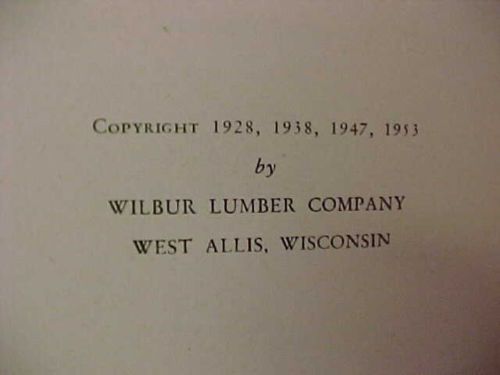 COPYRIGHT 1928, 1938, 1947, 1953
by
WILBUR LUMBER COMPANY
WEST ALLIS, WISCONSIN